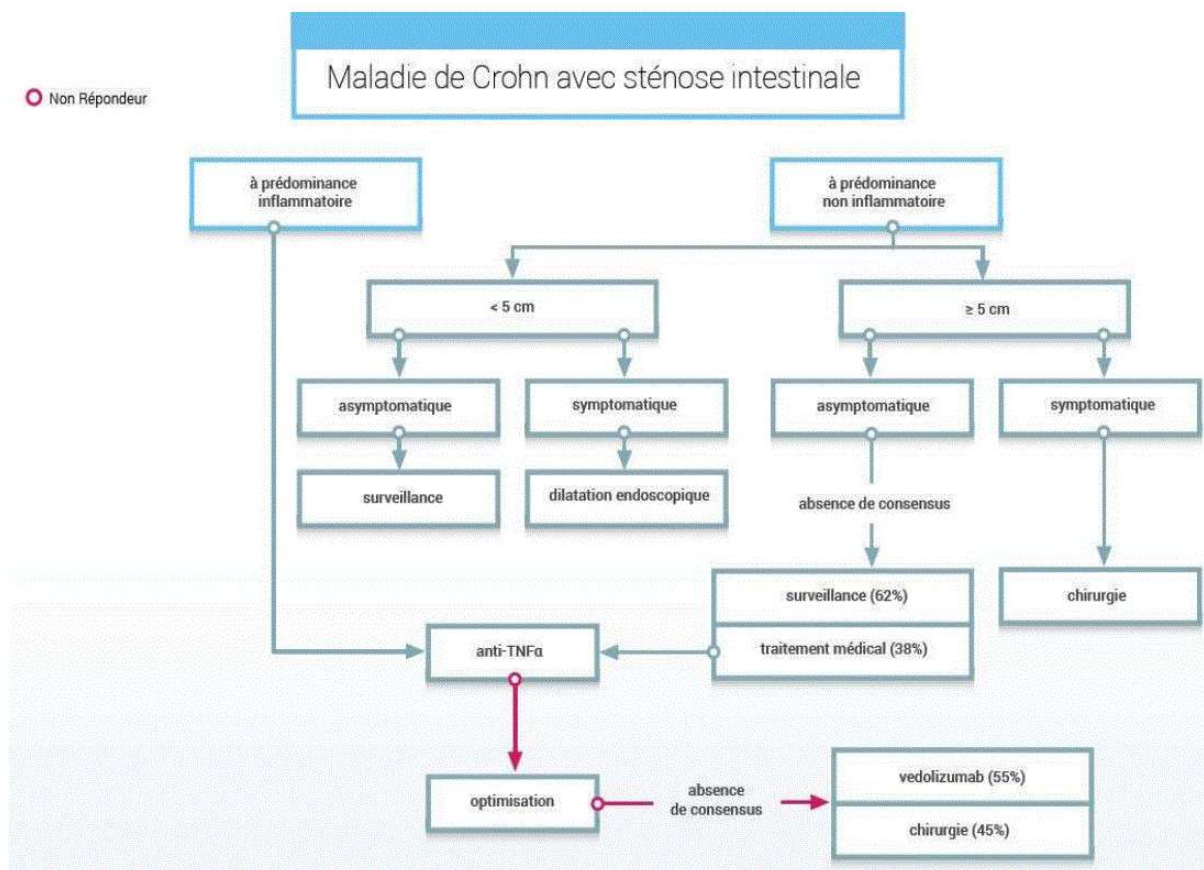 Maladie de Crohn avec sténose intestinale
Non Répondeur
à prédominance
inflammatoire
à prédominance
non inflammatoire
< 5 cm
≥ 5 cm
asymptomatique
symptomatique
asymptomatique
symptomatique
surveillance
dilatation endoscopique
absence de consensus
surveillance (62%)
traitement médical (38%)
chirurgie
anti-TNFα
optimisation
absence
de consensus
vedolizumab (55%)
chirurgie (45%)